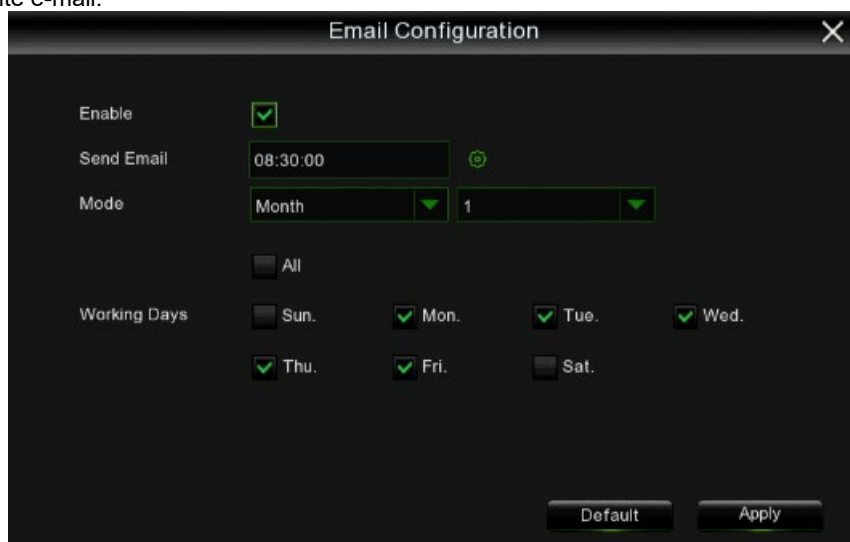 e-mail.
Email Configuration
Enable
Send Email 08:30:00
Mode Month 1
All
Working Days Sun. Mon. Tue. Wed.
Thu. Fri. Sat.
Default Apply